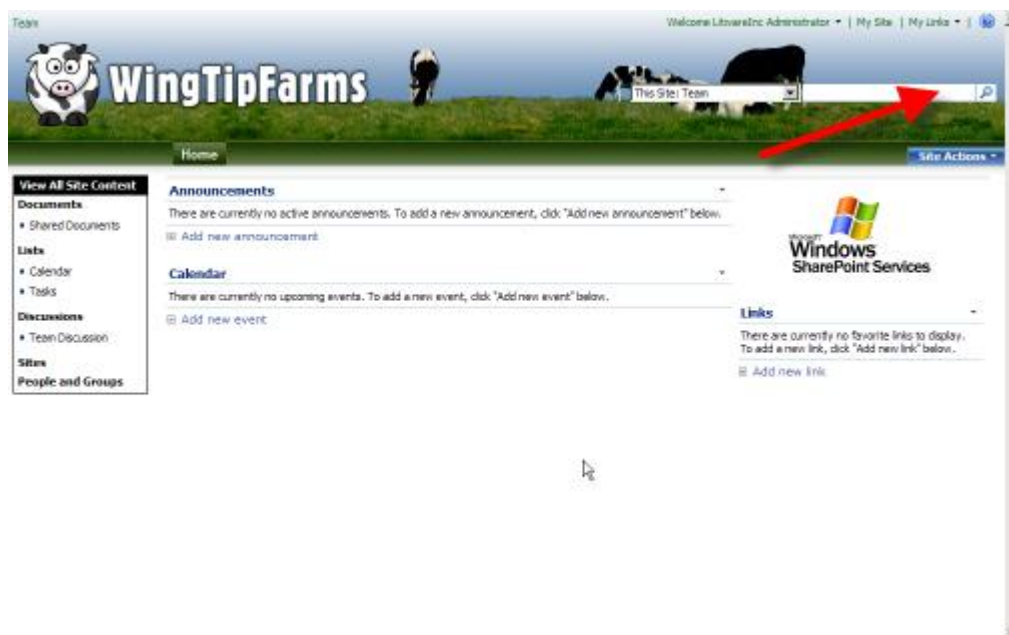 Team
Welcome LitwareInc Administrator | My Site | My Links |
WingTipFarms
This Site: Team
Home
Site Actions
View All Site Content
Documents
Shared Documents
Lists
Calendar
Tasks
Discussions
Team Discussion
Sites
People and Groups
Announcements
There are currently no active announcements. To add a new announcement, click "Add new announcement" below.
Add new announcement
Calendar
There are currently no upcoming events. To add a new event, click "Add new event" below.
Add new event
Microsoft
Windows
SharePoint Services
Links
There are currently no favorite links to display.
To add a new link, click "Add new link" below.
Add new link